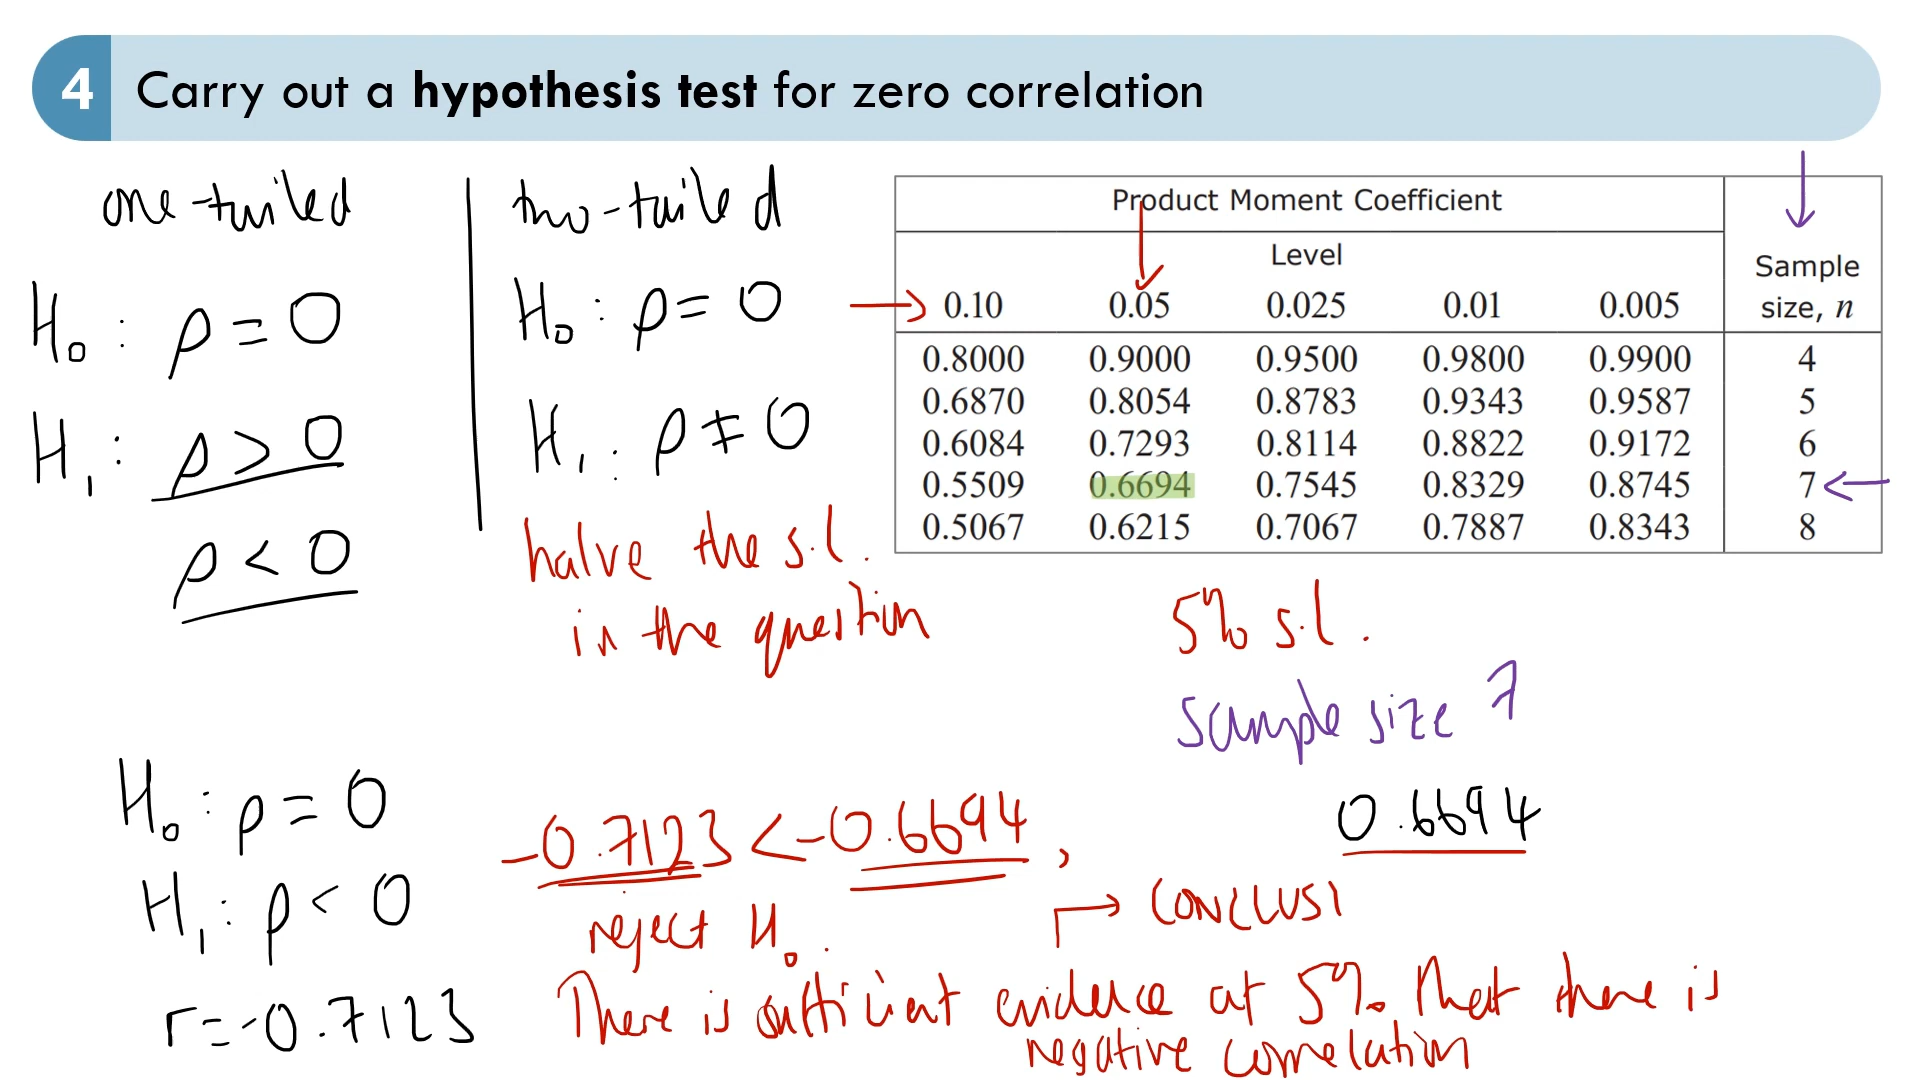 4 Carry out a hypothesis test for zero correlation
one-tailed
H₀ : ρ = 0
H₁ : ρ > 0
ρ < 0
two-tailed
H₀ : ρ = 0
H₁ : ρ ≠ 0
halve the s.l.
in the question
Product Moment Coefficient
Level
Sample
size, n
0.10 0.05 0.025 0.01 0.005
0.8000 0.9000 0.9500 0.9800 0.9900 4
0.6870 0.8054 0.8783 0.9343 0.9587 5
0.6084 0.7293 0.8114 0.8822 0.9172 6
0.5509 0.6694 0.7545 0.8329 0.8745 7
0.5067 0.6215 0.7067 0.7887 0.8343 8
5% s.l.
sample size 7
0.6694
H₀ : ρ = 0
H₁ : ρ < 0
r = -0.7123
-0.7123 < -0.6694,
reject H₀.
CONCLUSI
There is sufficient evidence at 5% that there is
negative correlation